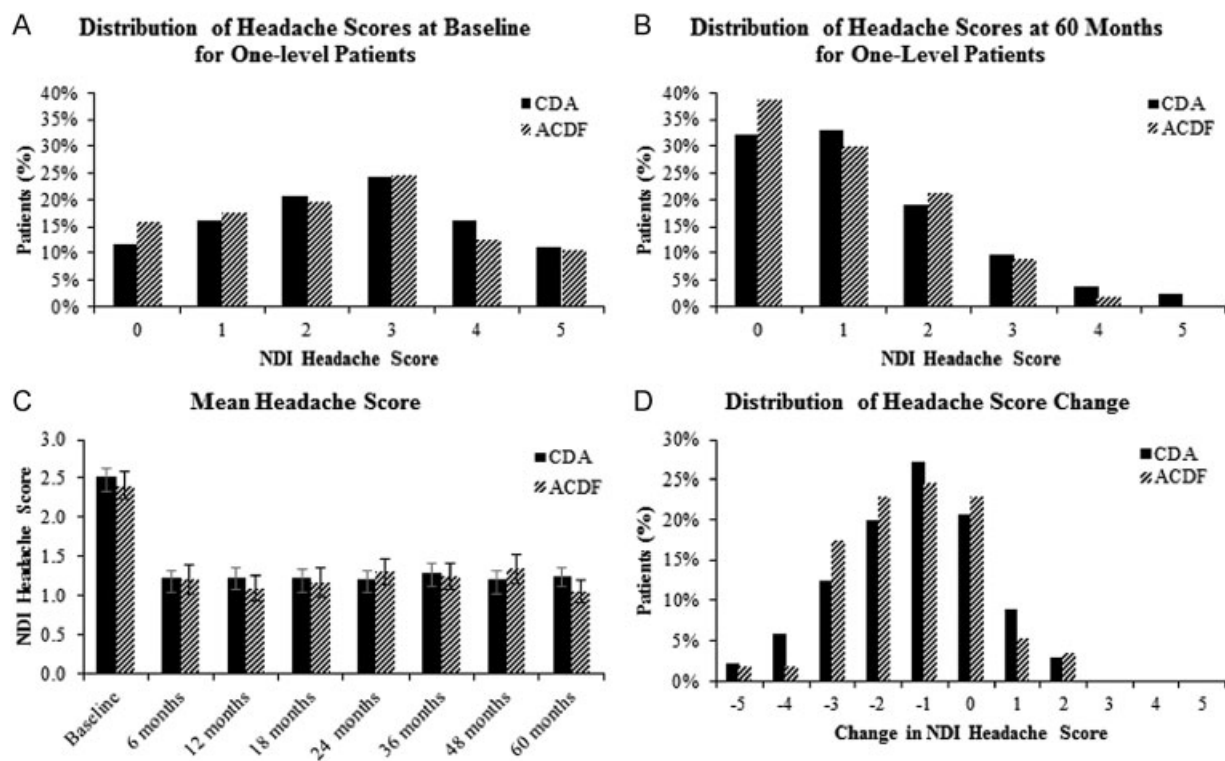 A
Distribution of Headache Scores at Baseline
for One-level Patients
40%
35%
30%
25%
20%
15%
10%
5%
0%
Patients (%)
CDA
ACDF
0 1 2 3 4 5
NDI Headache Score
B
Distribution of Headache Scores at 60 Months
for One-Level Patients
40%
35%
30%
25%
20%
15%
10%
5%
0%
Patients (%)
CDA
ACDF
0 1 2 3 4 5
NDI Headache Score
C
Mean Headache Score
3.0
2.5
2.0
1.5
1.0
0.5
0.0
NDI Headache Score
CDA
ACDF
Baseline
6 months
12 months
18 months
24 months
36 months
48 months
60 months
D
Distribution of Headache Score Change
30%
25%
20%
15%
10%
5%
0%
Patients (%)
CDA
ACDF
-5 -4 -3 -2 -1 0 1 2 3 4 5
Change in NDI Headache Score